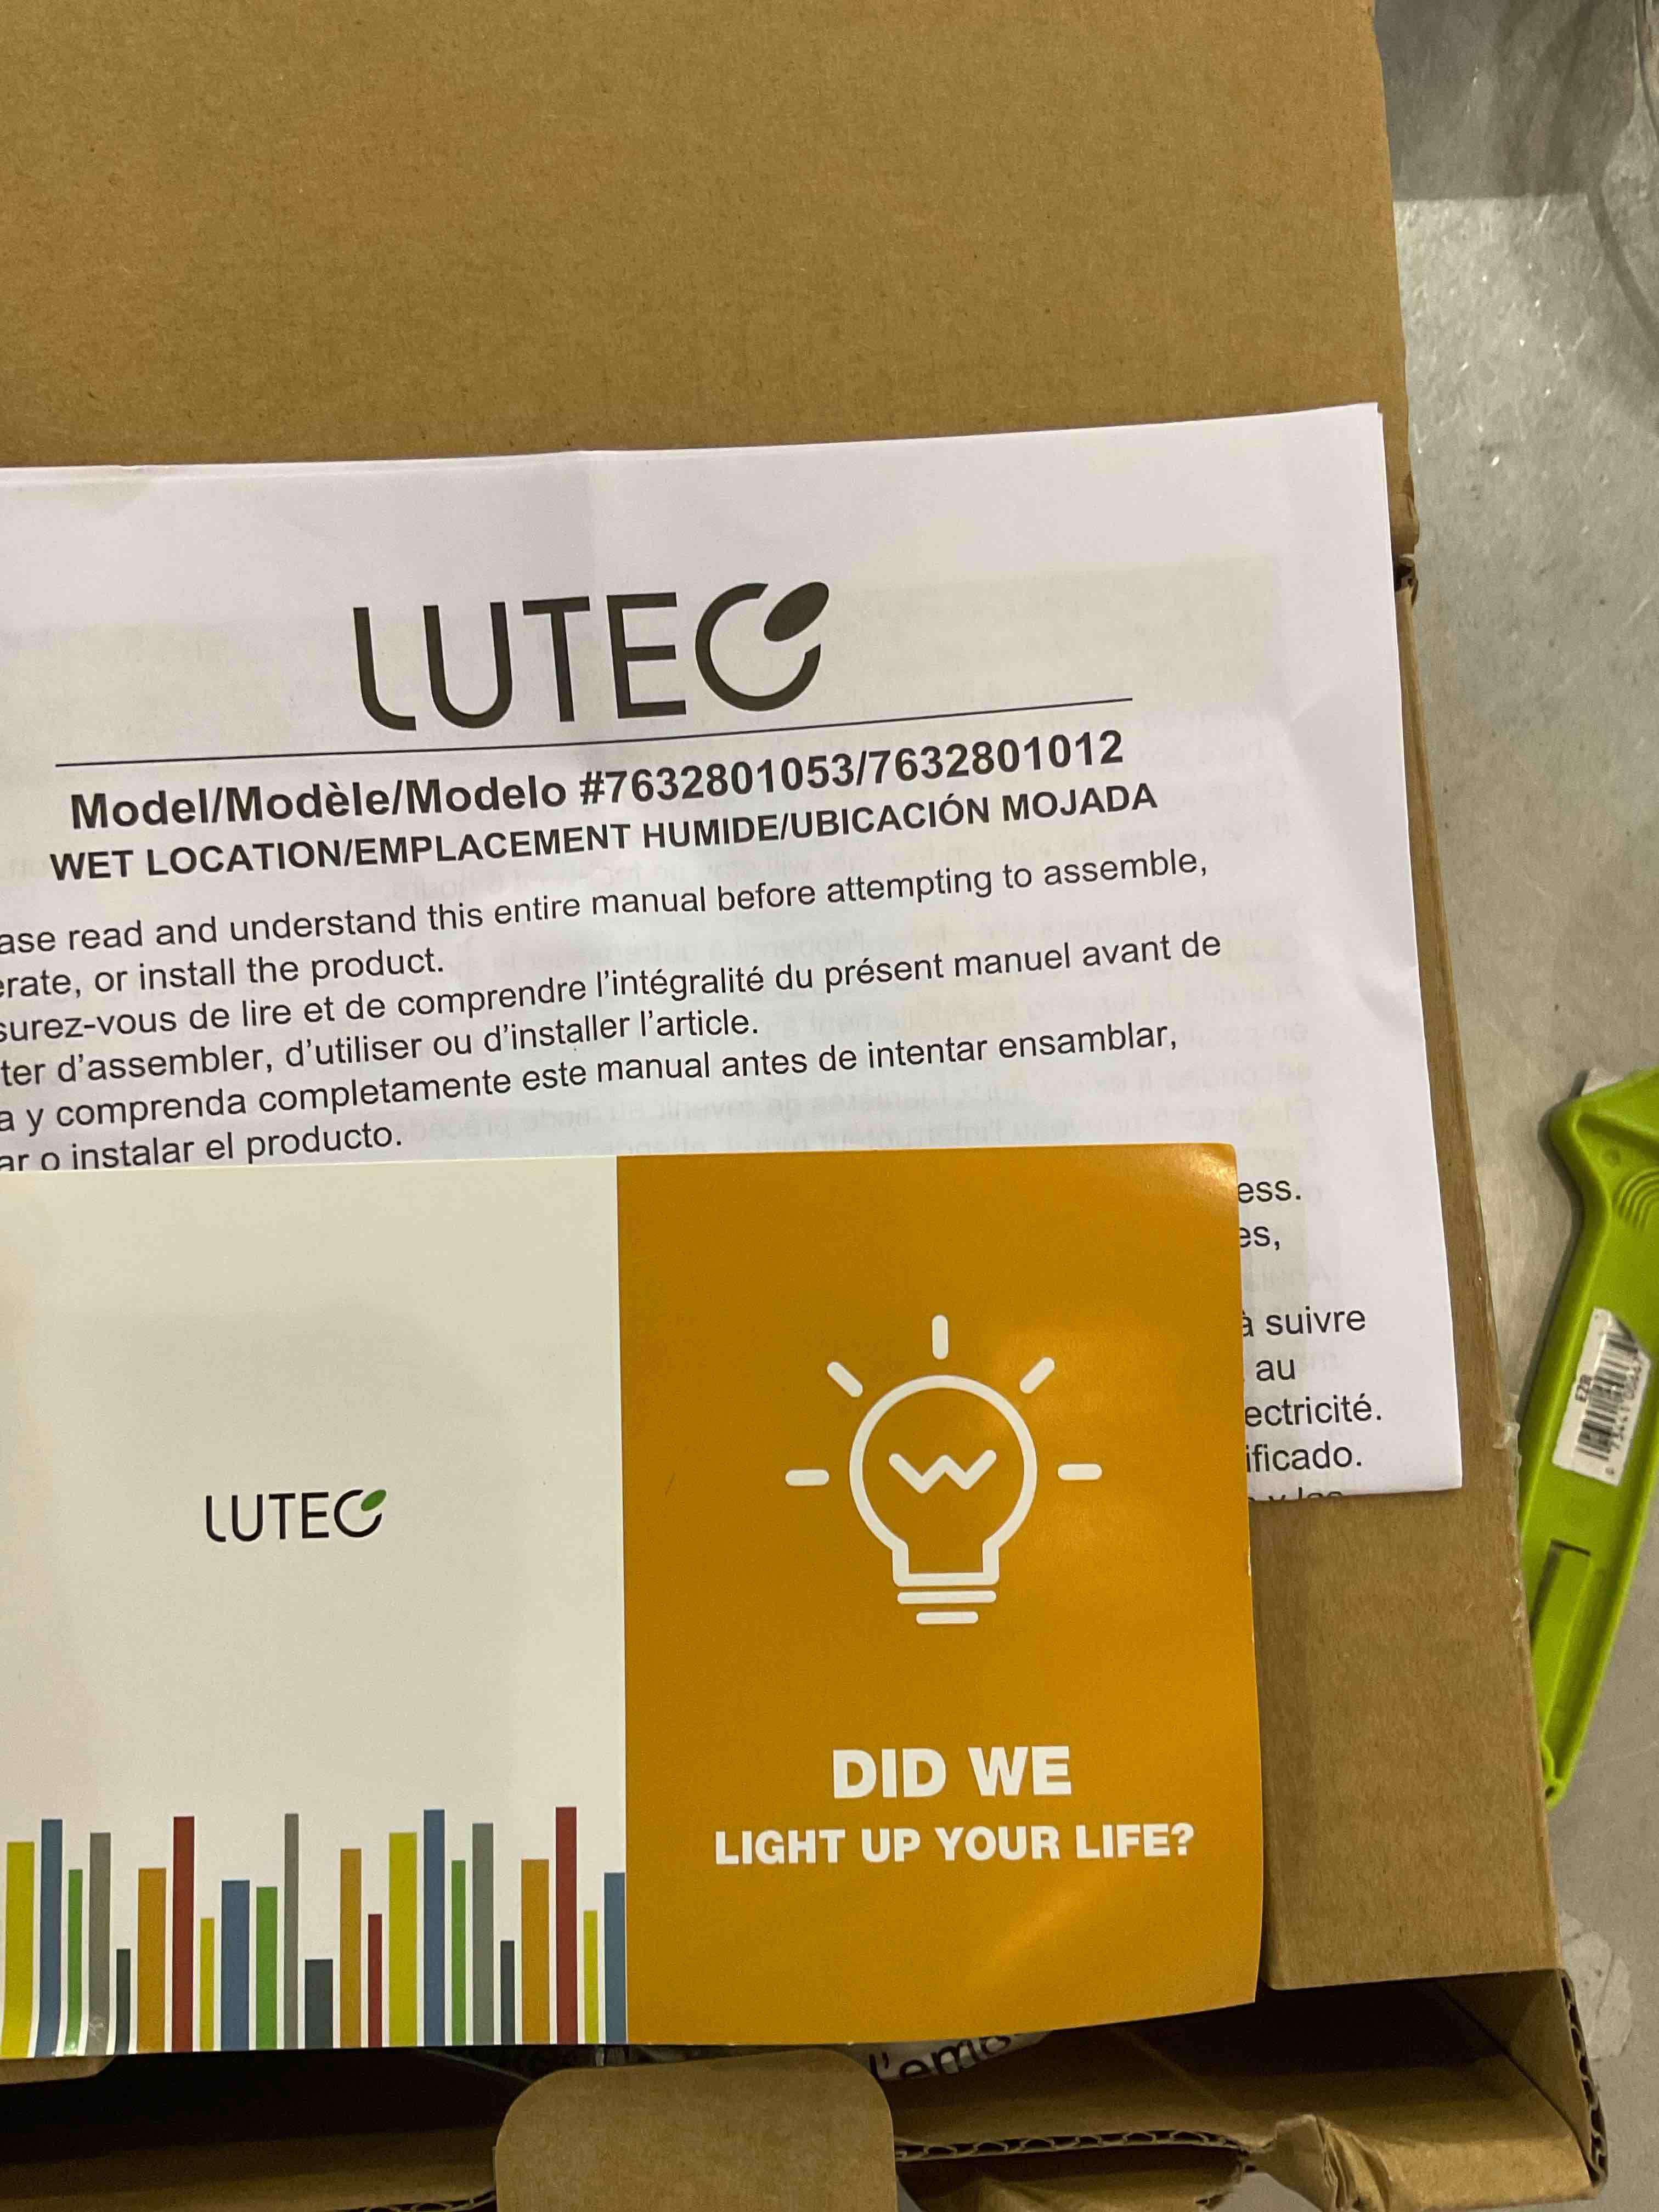 LUTEC
Model/Modèle/Modelo #7632801053/7632801012
WET LOCATION/EMPLACEMENT HUMIDE/UBICACIÓN MOJADA
ase read and understand this entire manual before attempting to assemble,
erate, or install the product.
surez-vous de lire et de comprendre l'intégralité du présent manuel avant de
ter d'assembler, d'utiliser ou d'installer l'article.
a y comprenda completamente este manual antes de intentar ensamblar,
ar o instalar el producto.
ess.
es,
à suivre
au
ectricité.
ificado.
LUTEC
DID WE
LIGHT UP YOUR LIFE?
EZR